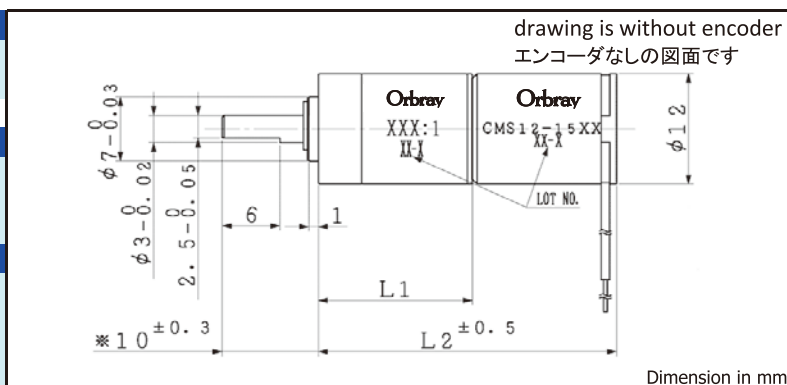 drawing is without encoder
エンコーダなしの図面です
Orbray
XXX:1
XX-X
Orbray
CMS12-15XX
XX-X
LOT NO.
φ12
φ7 0 -0.03
φ3 0 -0.02
2.5 0 -0.05
6
1
L1
※10 ±0.3
L2 ±0.5
Dimension in mm